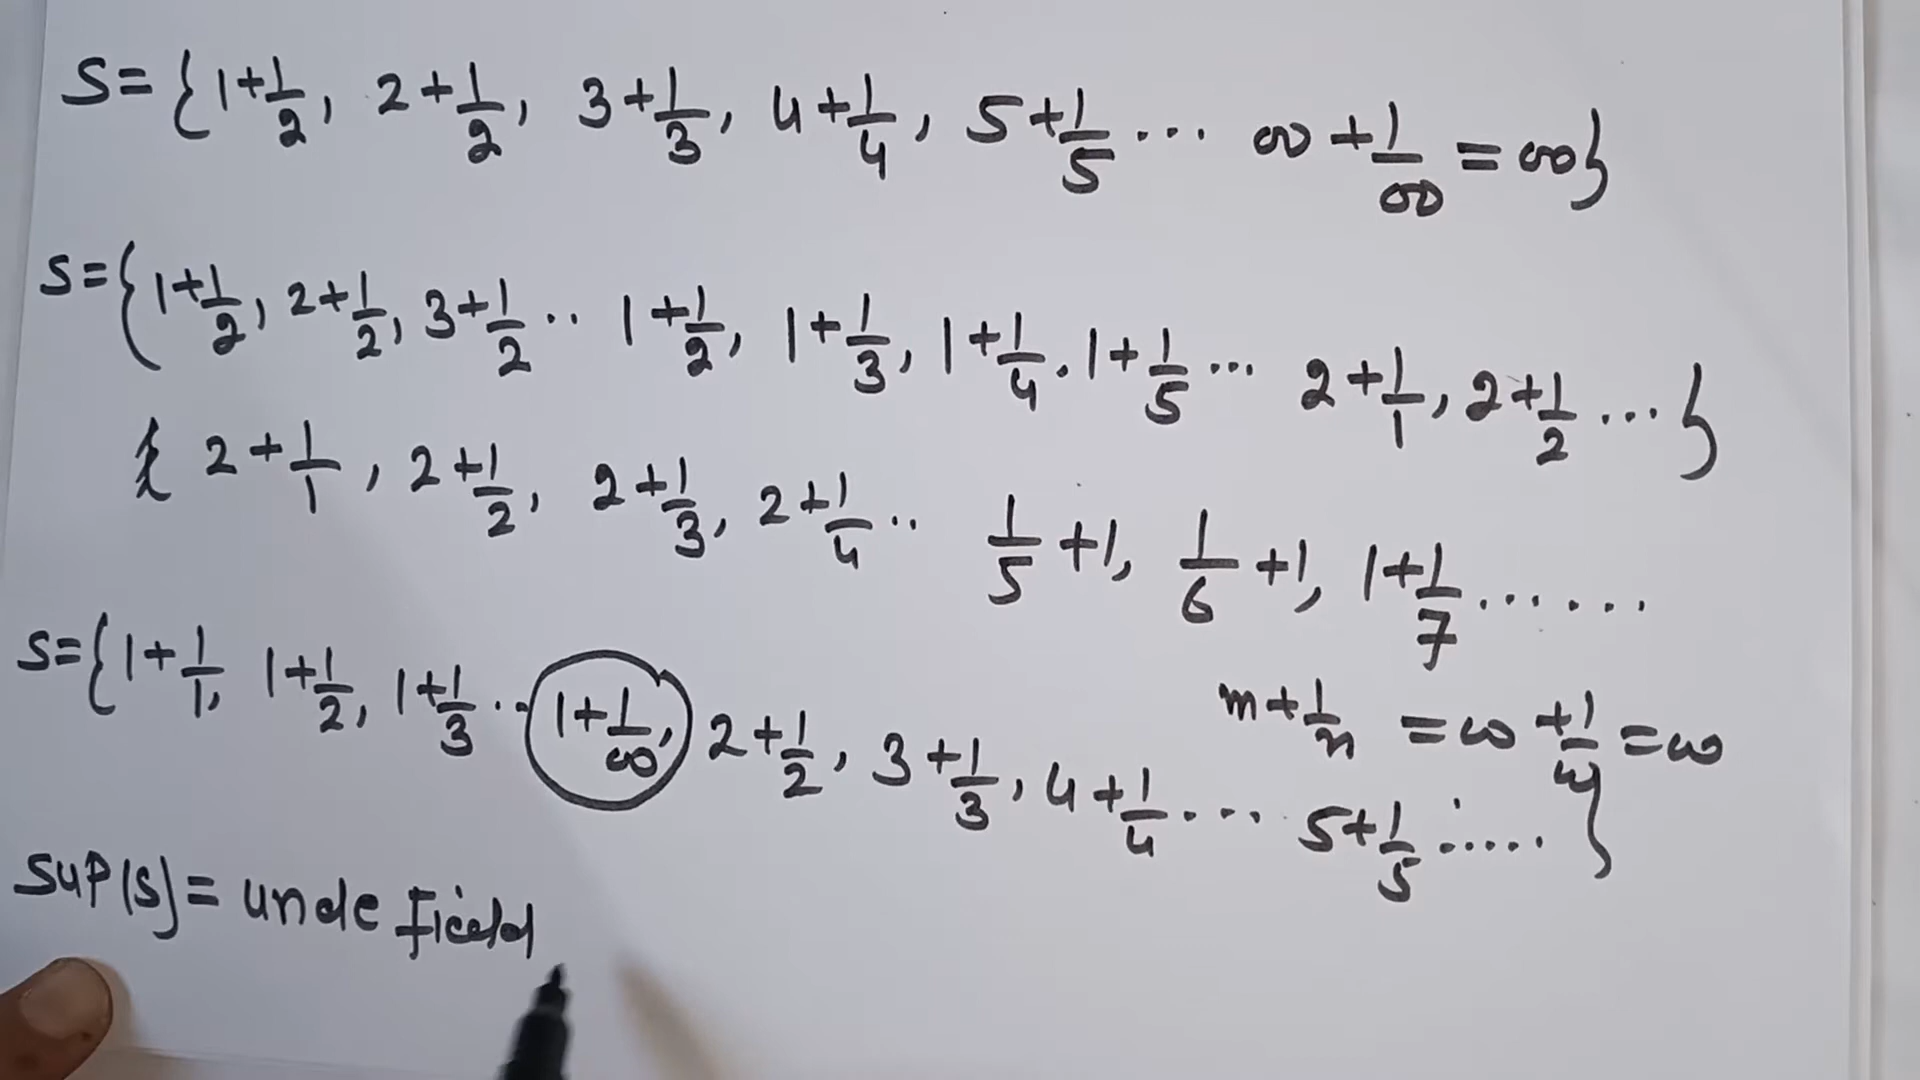 S={1+1/2, 2+1/2, 3+1/3, 4+1/4, 5+1/5... ∞+1/∞=∞}
S={1+1/2, 2+1/2, 3+1/2.. 1+1/2, 1+1/3, 1+1/4. 1+1/5... 2+1/1, 2+1/2...}
{2+1/1, 2+1/2, 2+1/3, 2+1/4.. 1/5+1, 1/6+1, 1+1/7......
S={1+1/1, 1+1/2, 1+1/3.. 1+1/∞, 2+1/2, 3+1/3, 4+1/4... 5+1/5.....}
m+1/n=∞+1/∞=∞
sup(s)=